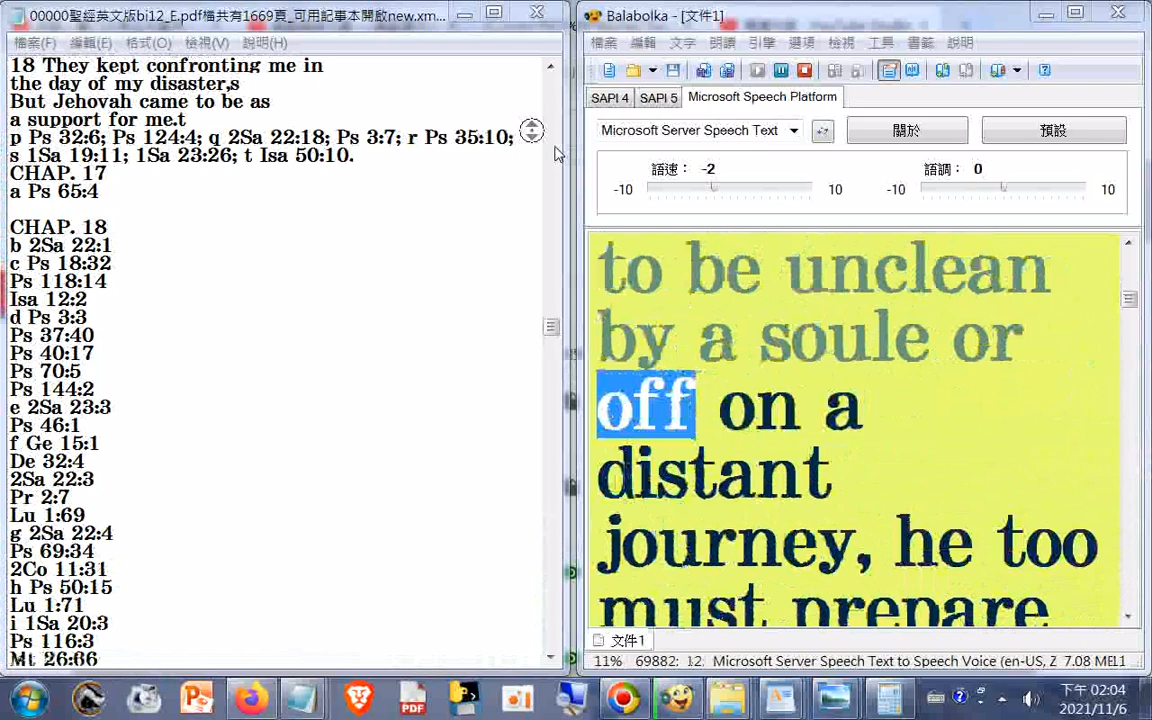 00000聖經英文版bi12_E.pdf檔共有1669頁_可用記事本開啟new.xm...
檔案(F) 編輯(E) 格式(O) 檢視(V) 說明(H)
18 They kept confronting me in
the day of my disaster,s
But Jehovah came to be as
a support for me.t
p Ps 32:6; Ps 124:4; q 2Sa 22:18; Ps 3:7; r Ps 35:10;
s 1Sa 19:11; 1Sa 23:26; t Isa 50:10.
CHAP. 17
a Ps 65:4
CHAP. 18
b 2Sa 22:1
c Ps 18:32
Ps 118:14
Isa 12:2
d Ps 3:3
Ps 37:40
Ps 40:17
Ps 70:5
Ps 144:2
e 2Sa 23:3
Ps 46:1
f Ge 15:1
De 32:4
2Sa 22:3
Pr 2:7
Lu 1:69
g 2Sa 22:4
Ps 69:34
2Co 11:31
h Ps 50:15
Lu 1:71
i 1Sa 20:3
Ps 116:3
Mt 26:66
Balabolka - [文件1]
檔案 編輯 文字 朗讀 引擎 選項 檢視 工具 書籤 說明
SAPI 4 SAPI 5 Microsoft Speech Platform
Microsoft Server Speech Text 關於 預設
語速： -2 語調： 0
-10 10 -10 10
to be unclean
by a soule or
off on a
distant
journey, he too
must prepare
文件1
11% 69882: 12. Microsoft Server Speech Text to Speech Voice (en-US, Z 7.08 ME11
下午 02:04
2021/11/6